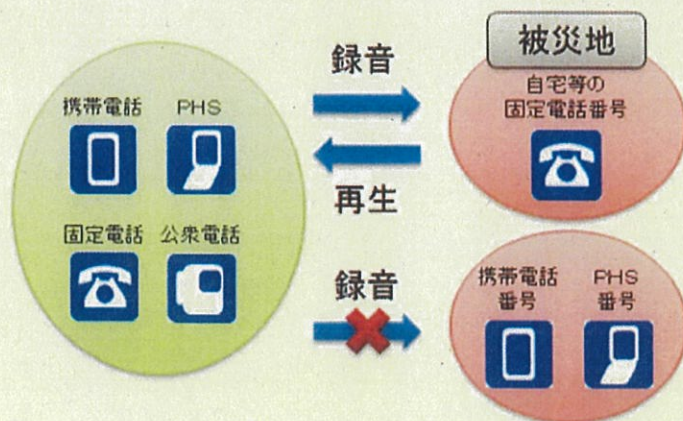 被災地
録音
自宅等の
固定電話番号
携帯電話 PHS
再生
固定電話 公衆電話
録音
携帯電話
番号
PHS
番号